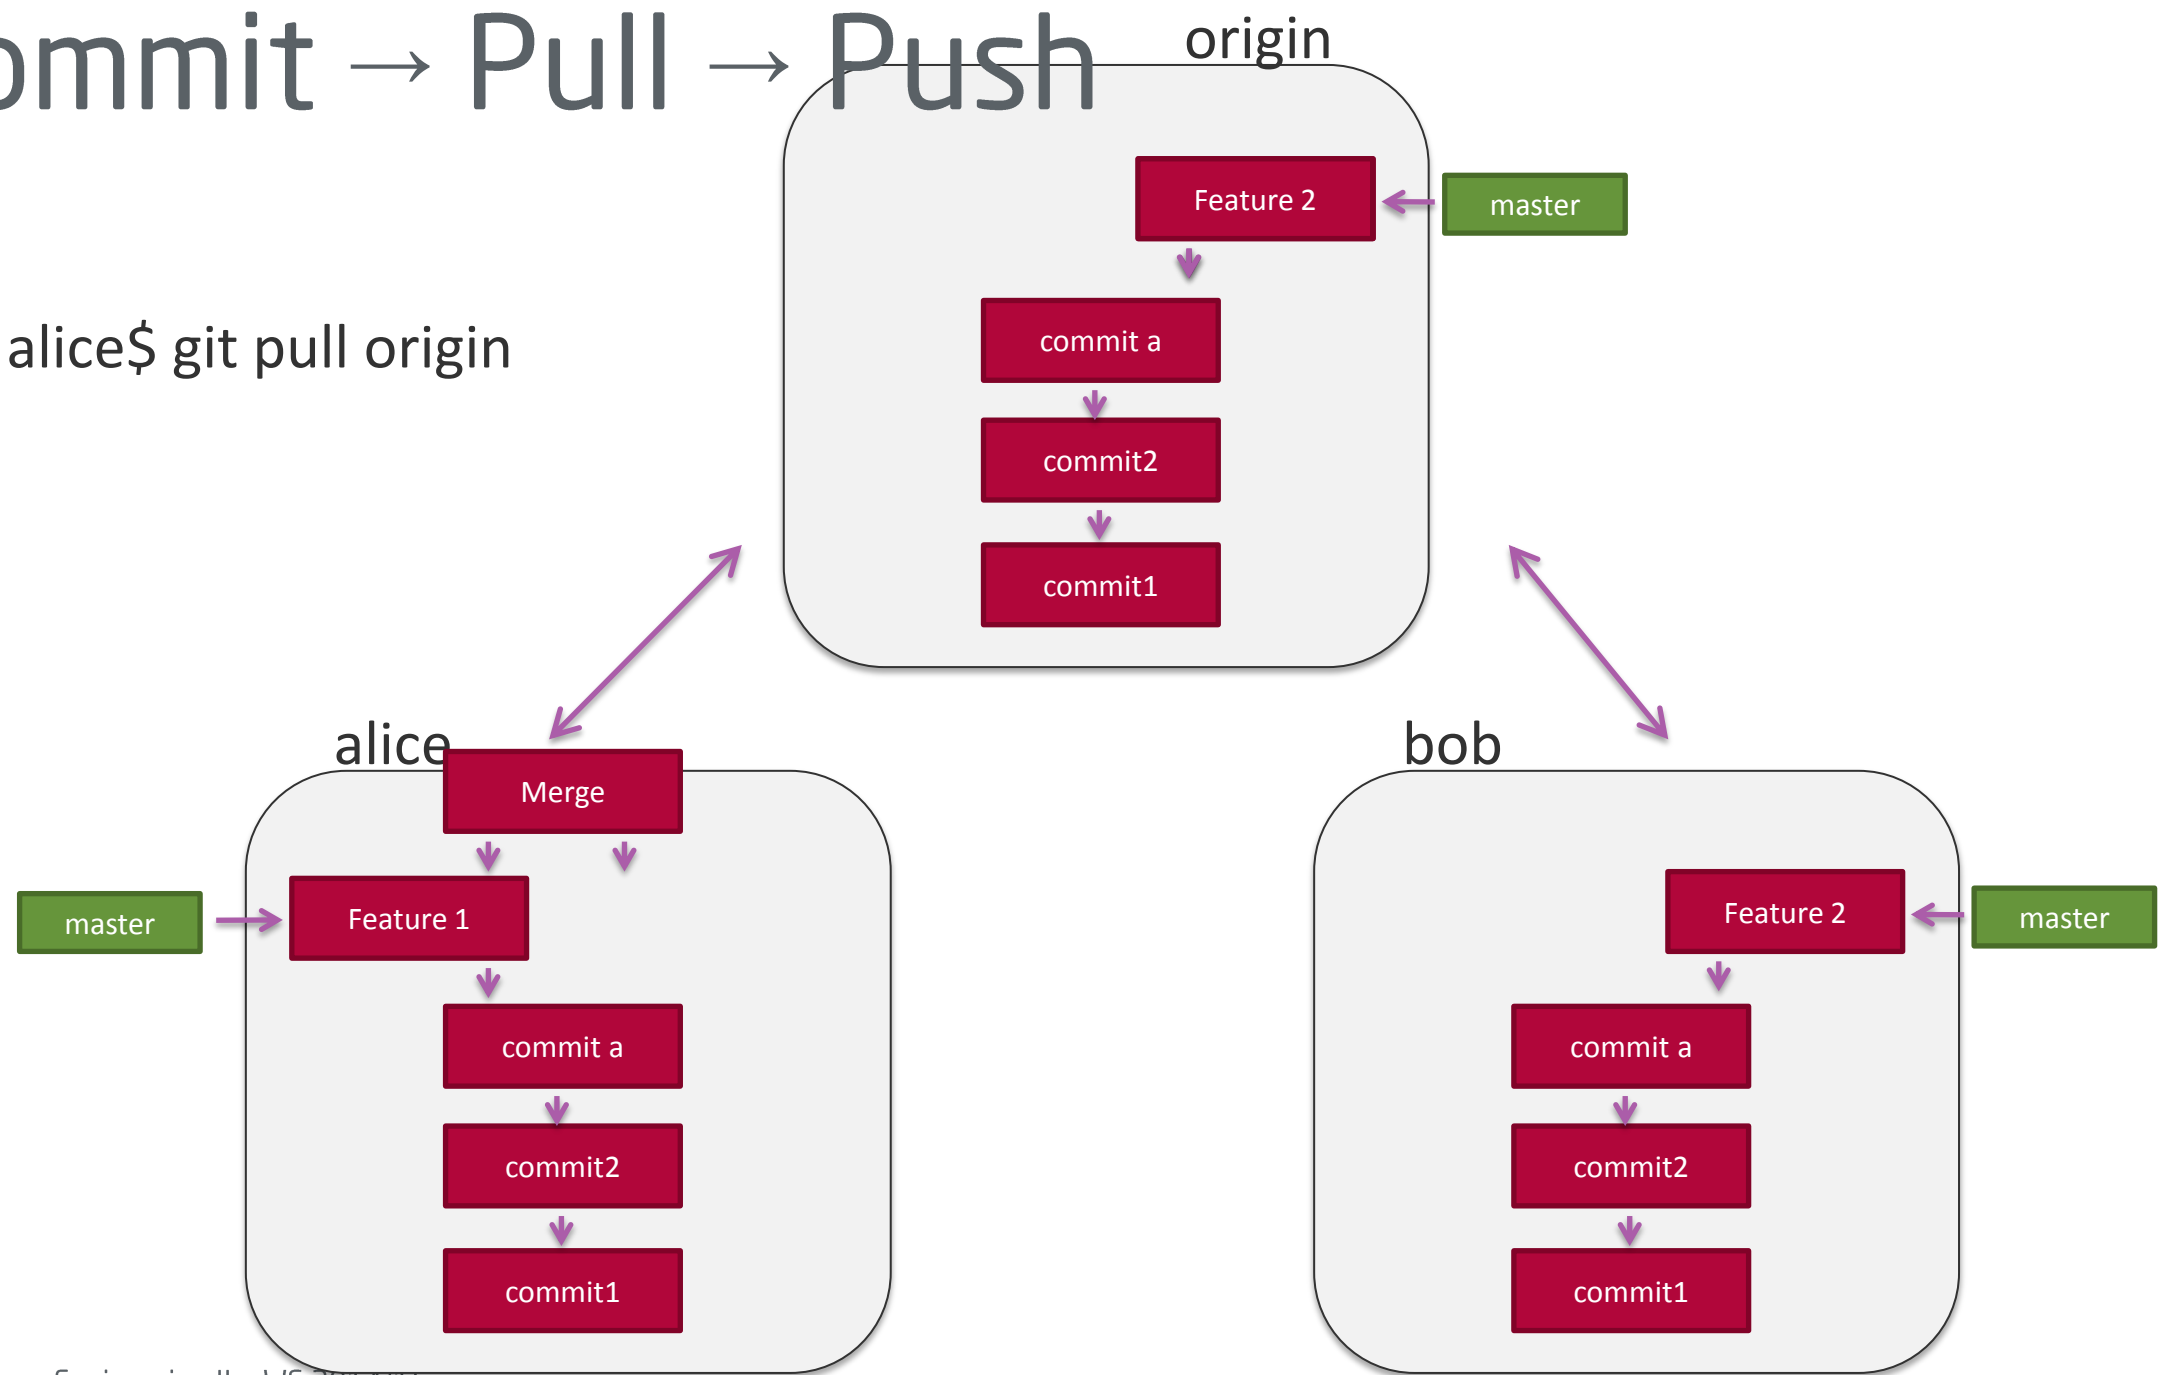 ommit → Pull → Push
origin
Feature 2
master
alice$ git pull origin
commit a
commit2
commit1
alice
bob
Merge
master
Feature 1
Feature 2
master
commit a
commit a
commit2
commit2
commit1
commit1